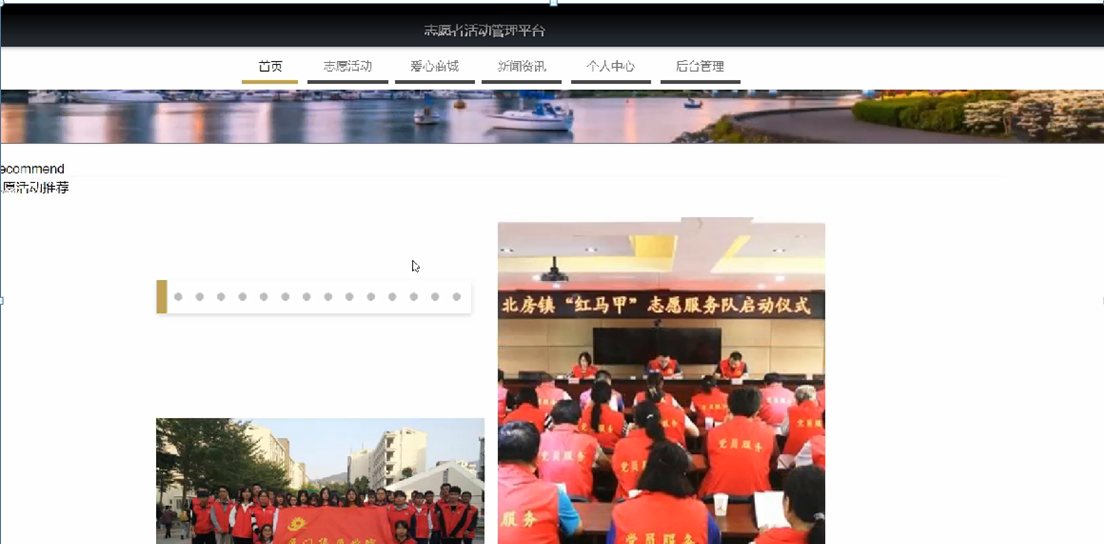 志愿者活动管理平台
首页 志愿活动 爱心商城 新闻资讯 个人中心 后台管理
ecommend
愿活动推荐
北房镇“红马甲”志愿服务队启动仪式
党员服务
党员服务
党员服务
党员服务
服务
党员服务